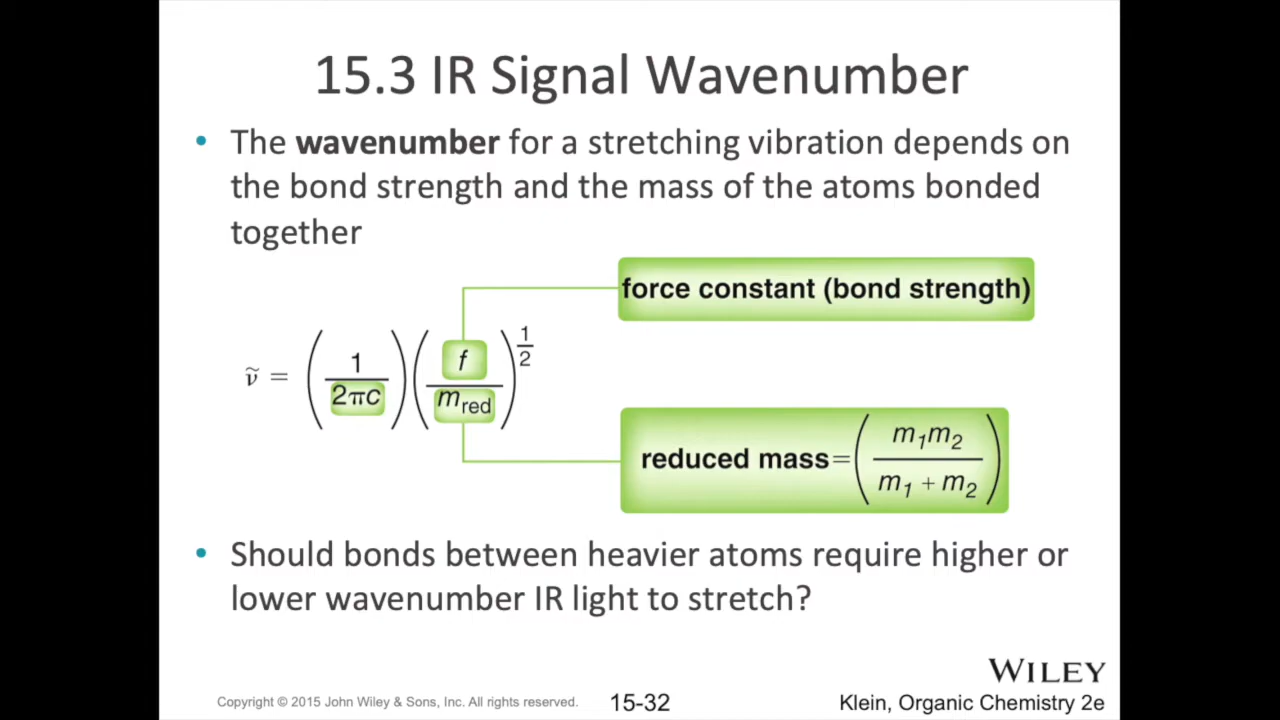 15.3 IR Signal Wavenumber
• The wavenumber for a stretching vibration depends on
the bond strength and the mass of the atoms bonded
together
force constant (bond strength)
ν̃ = (1/2πc)(f/m_red)^1/2
reduced mass=(m₁m₂/m₁ + m₂)
• Should bonds between heavier atoms require higher or
lower wavenumber IR light to stretch?
WILEY
Copyright © 2015 John Wiley & Sons, Inc. All rights reserved.
15-32
Klein, Organic Chemistry 2e